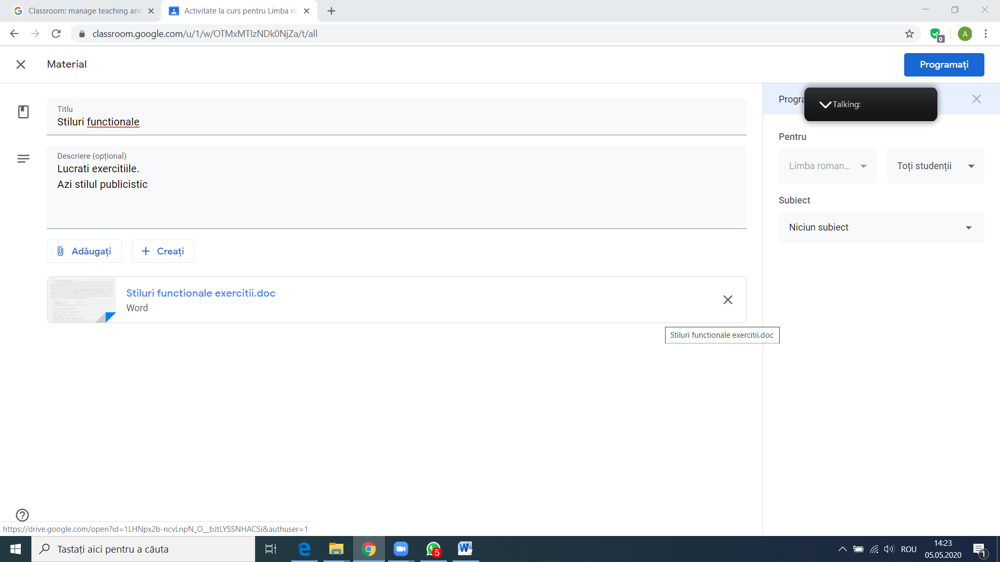 Classroom: manage teaching and
Activitate la curs pentru Limba ro
classroom.google.com/u/1/w/OTMxMTIzNDk0NjZa/t/all
0
A
Material
Programați
Titlu
Stiluri functionale
Progra
Talking:
Descriere (opțional)
Lucrati exercitiile.
Azi stilul publicistic
Pentru
Limba roman...
Toți studenții
Subiect
Niciun subiect
Adăugați
Creați
Stiluri functionale exercitii.doc
Word
Stiluri functionale exercitii.doc
https://drive.google.com/open?id=1LHNpx2b-ncvLnpN_O__bJtLYSSNHACSi&authuser=1
Tastați aici pentru a căuta
5
ROU
14:23
05.05.2020
1